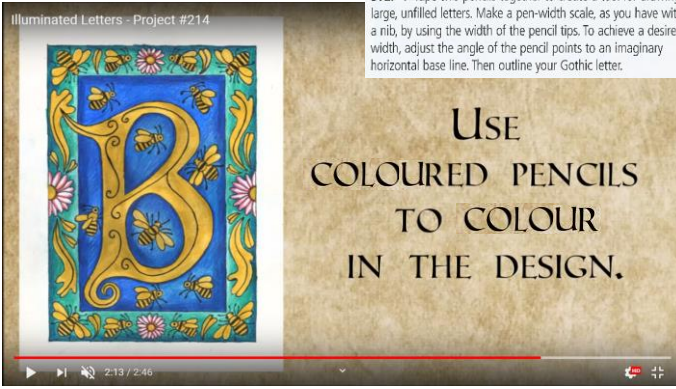 Illuminated Letters - Project #214
large, unfilled letters. Make a pen-width scale, as you have
a nib, by using the width of the pencil tips. To achieve a
width, adjust the angle of the pencil points to an imaginary
horizontal base line. Then outline your Gothic letter.
B
USE
COLOURED PENCILS
TO COLOUR
IN THE DESIGN.
2:13 / 2:46
HD